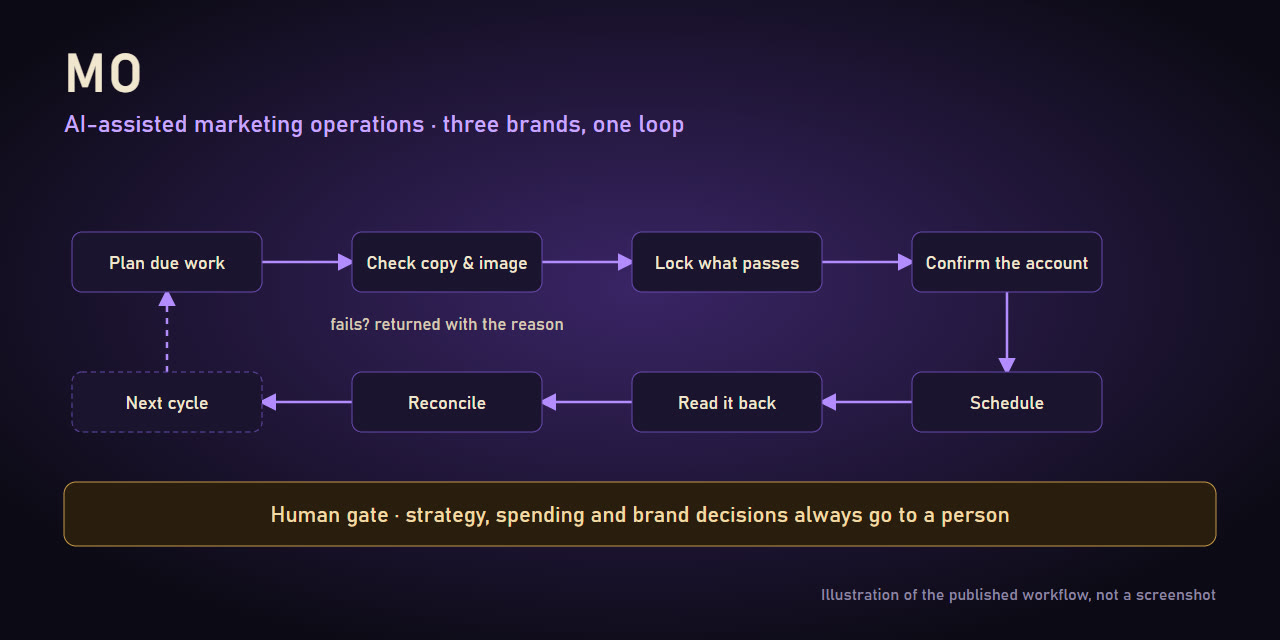 MO
AI-assisted marketing operations · three brands, one loop
Plan due work
Check copy & image
Lock what passes
Confirm the account
fails? returned with the reason
Next cycle
Reconcile
Read it back
Schedule
Human gate · strategy, spending and brand decisions always go to a person
Illustration of the published workflow, not a screenshot